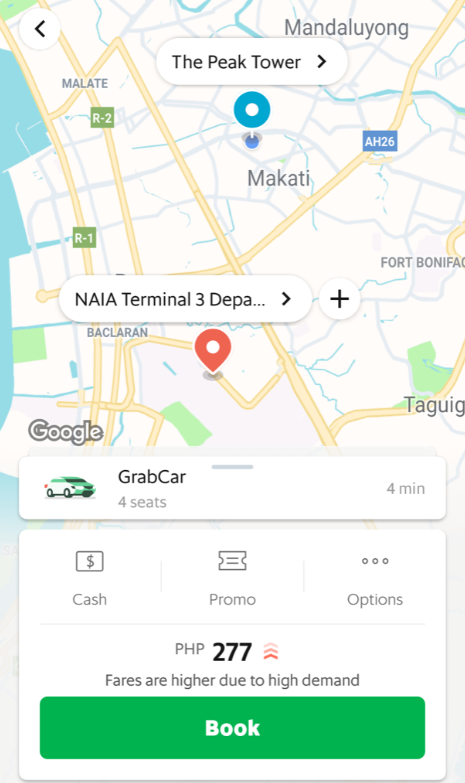 Mandaluyong
The Peak Tower
MALATE
R-2
AH26
Makati
R-1
FORT BONIFAC
NAIA Terminal 3 Depa...
BACLARAN
Taguig
Google
GrabCar
4 seats
4 min
$
Cash
Promo
Options
PHP 277
Fares are higher due to high demand
Book